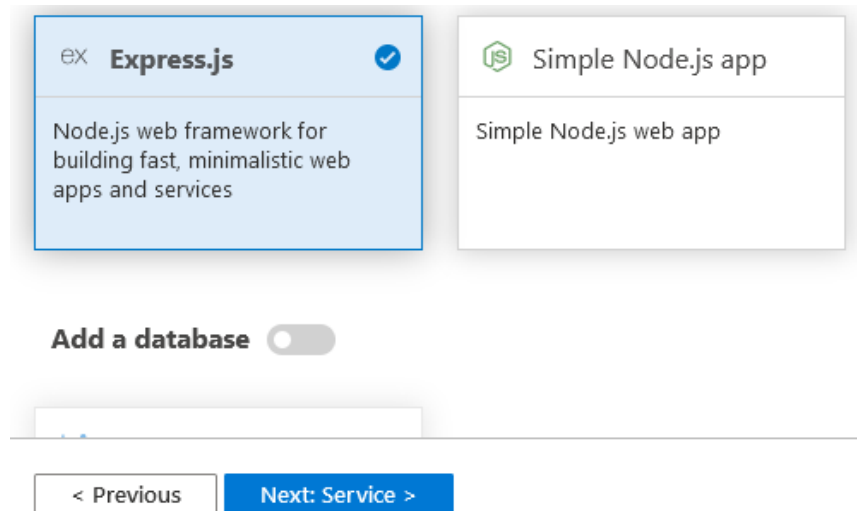 ex Express.js
JS Simple Node.js app
Node.js web framework for
building fast, minimalistic web
apps and services
Simple Node.js web app
Add a database
< Previous
Next: Service >